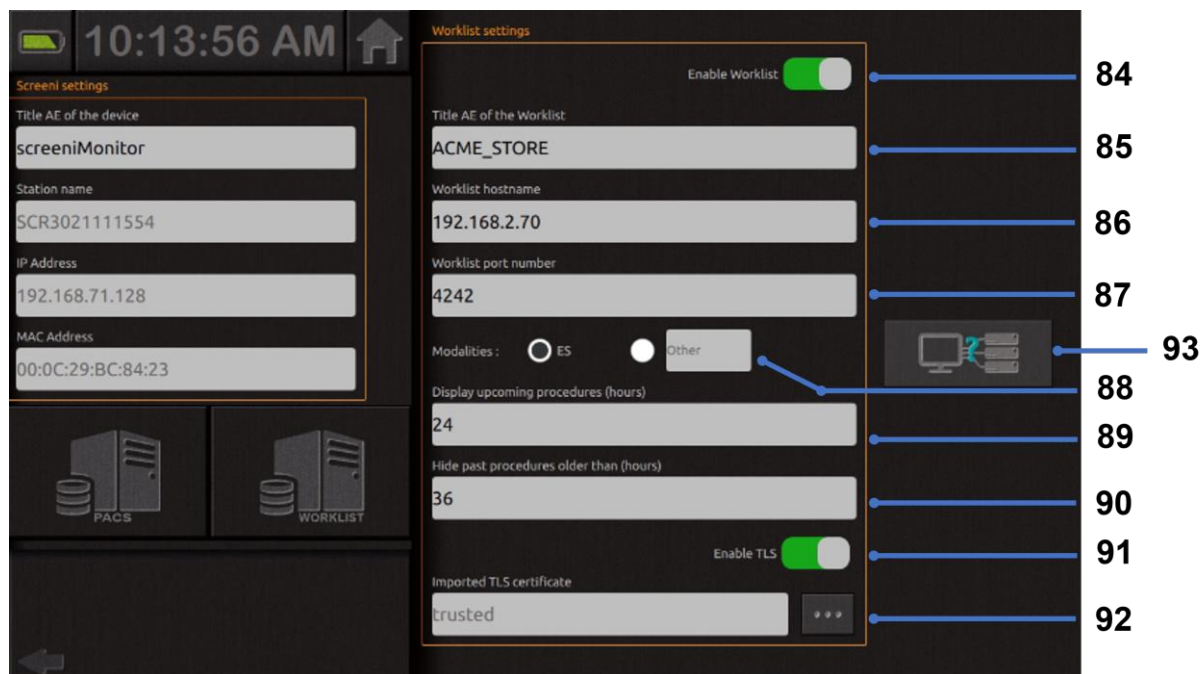 10:13:56 AM
Screeni settings
Title AE of the device
screeniMonitor
Station name
SCR3021111554
IP Address
192.168.71.128
MAC Address
00:0C:29:BC:84:23
PACS
WORKLIST
Worklist settings
Enable Worklist
84
Title AE of the Worklist
ACME_STORE
85
Worklist hostname
192.168.2.70
86
Worklist port number
4242
87
Modalities : ES Other
?
93
88
Display upcoming procedures (hours)
24
89
Hide past procedures older than (hours)
36
90
Enable TLS
91
Imported TLS certificate
trusted ...
92